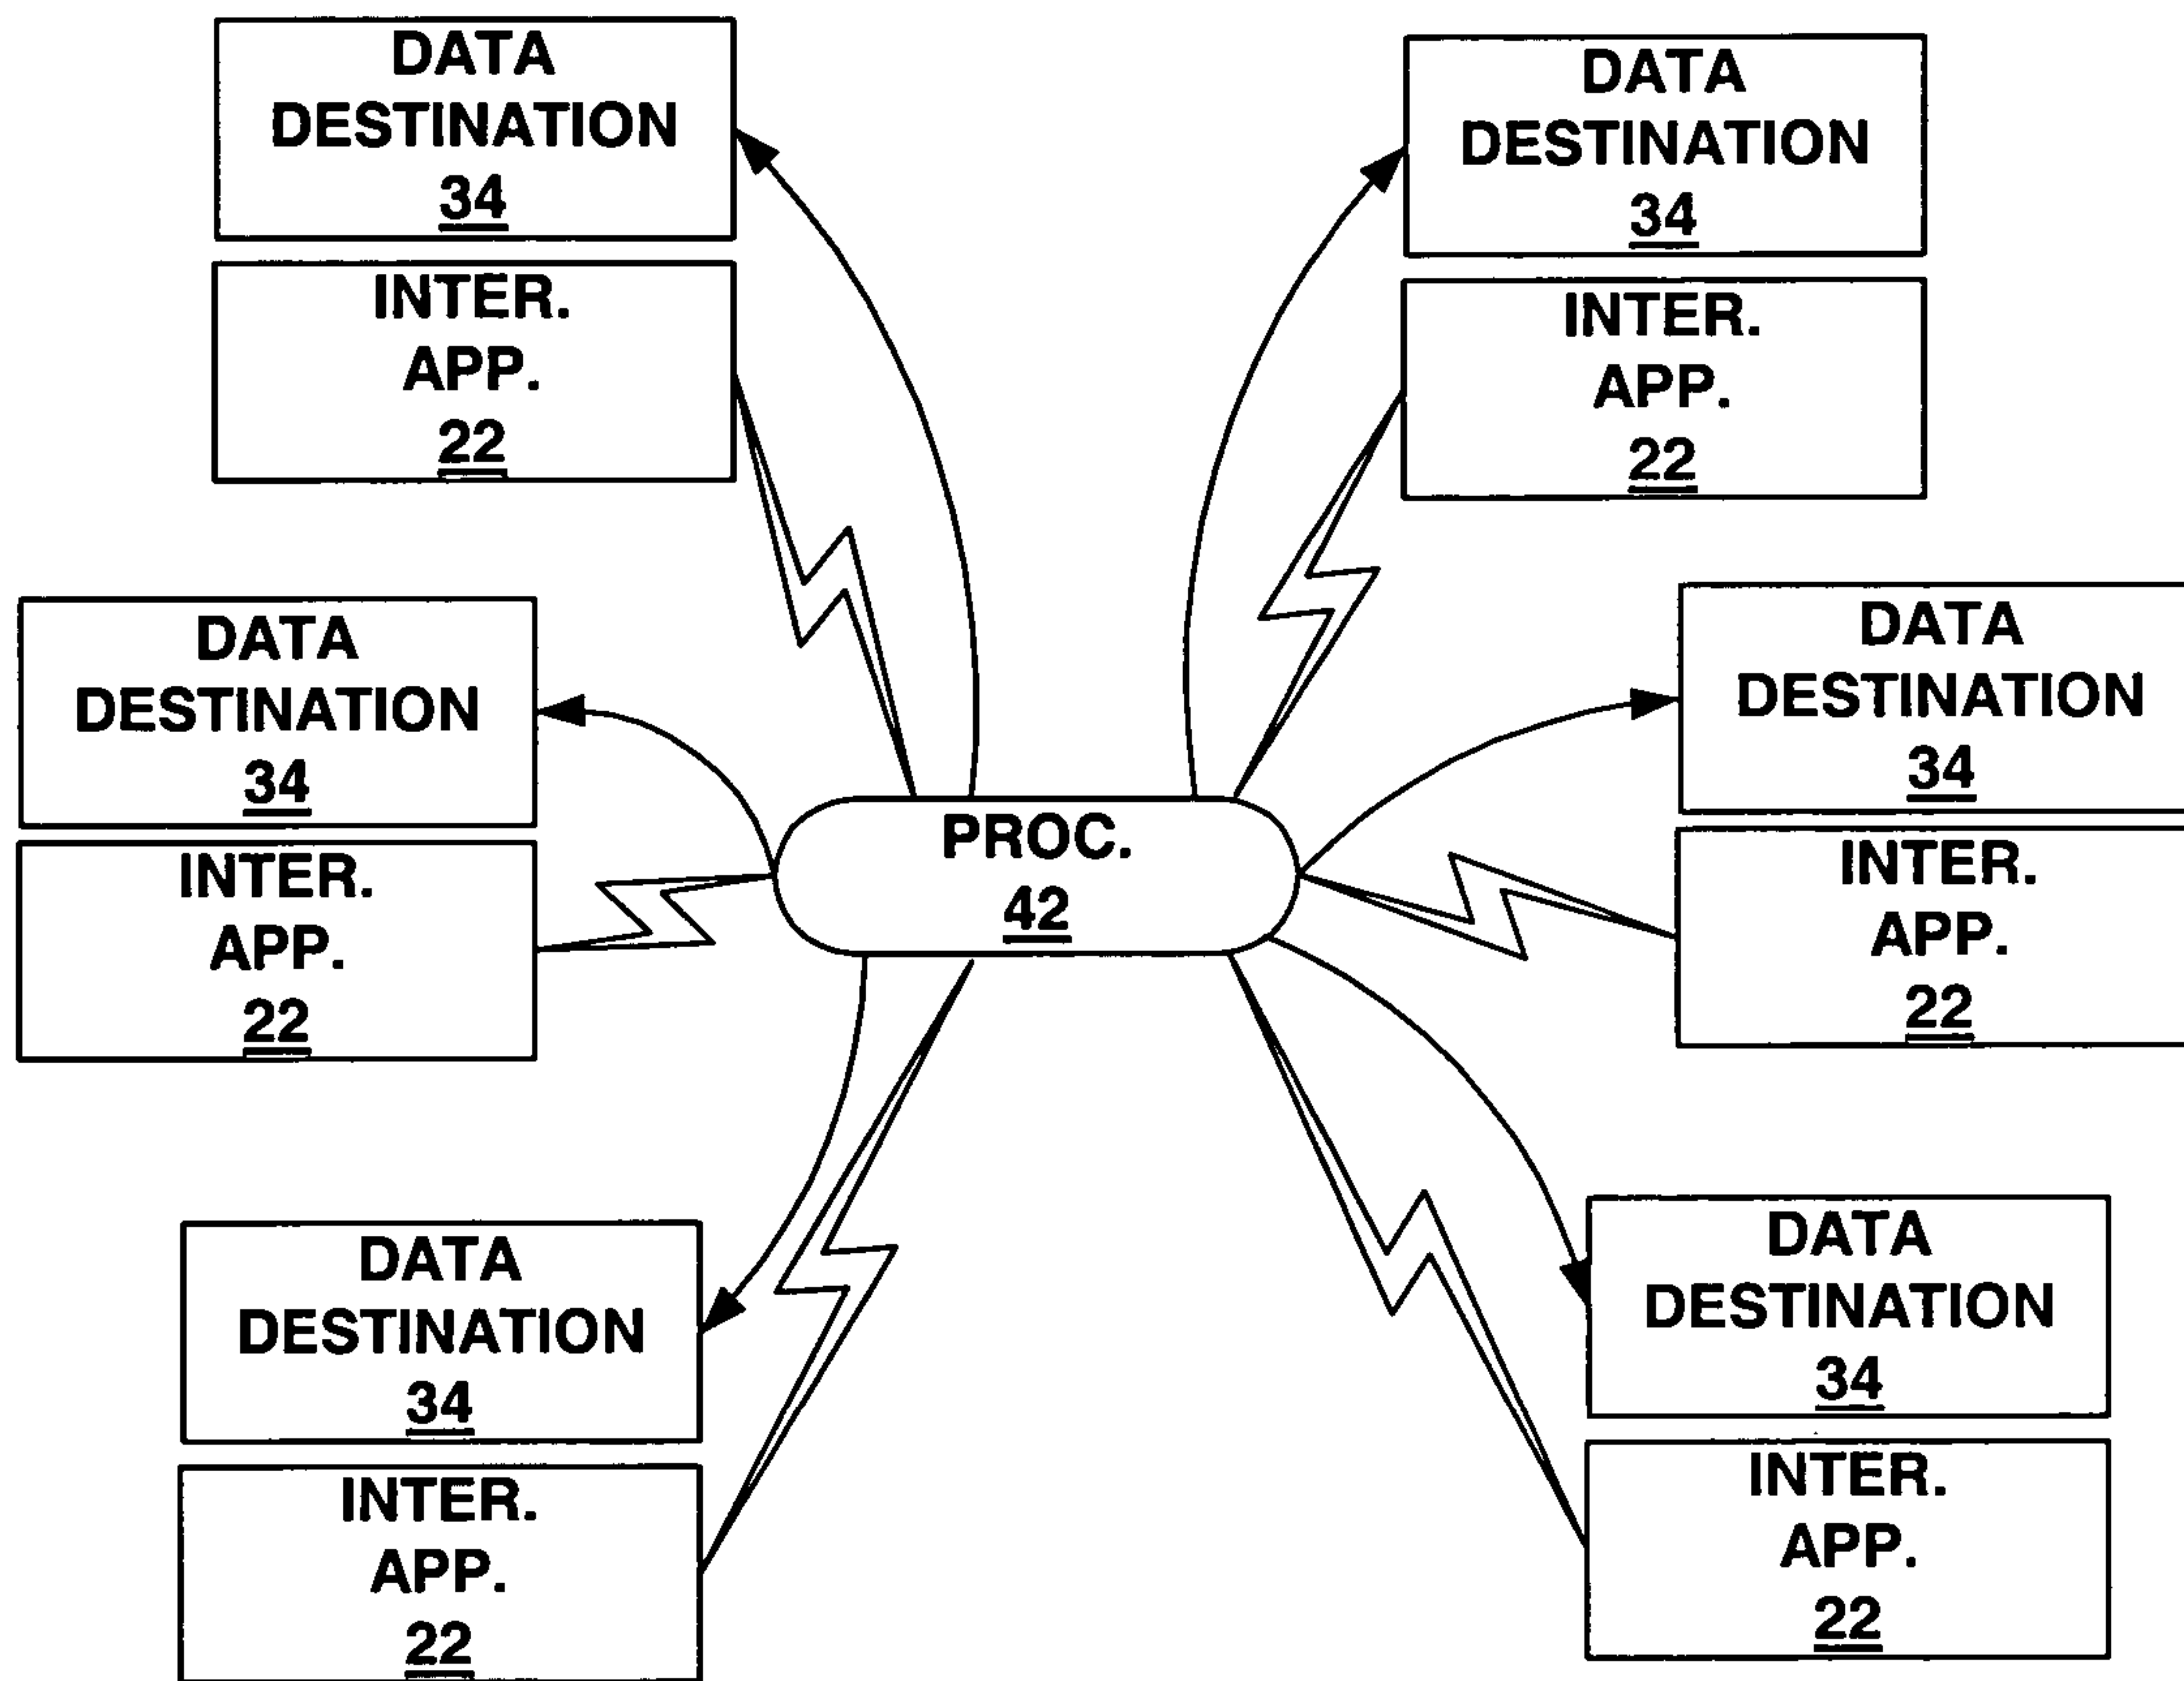 DATA
DESTINATION
34
INTER.
APP.
22
DATA
DESTINATION
34
INTER.
APP.
22
DATA
DESTINATION
34
INTER.
APP.
22
PROC.
42
DATA
DESTINATION
34
INTER.
APP.
22
DATA
DESTINATION
34
INTER.
APP.
22
DATA
DESTINATION
34
INTER.
APP.
22